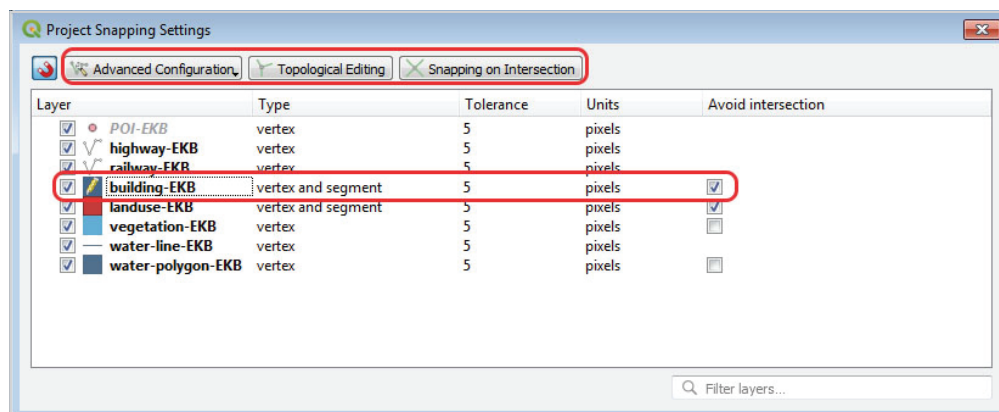 Project Snapping Settings
Advanced Configuration Topological Editing Snapping on Intersection
Layer Type Tolerance Units Avoid intersection
POI-EKB vertex 5 pixels
highway-EKB vertex 5 pixels
railway-EKB vertex 5 pixels
building-EKB vertex and segment 5 pixels
landuse-EKB vertex and segment 5 pixels
vegetation-EKB vertex 5 pixels
water-line-EKB vertex 5 pixels
water-polygon-EKB vertex 5 pixels
Filter layers...